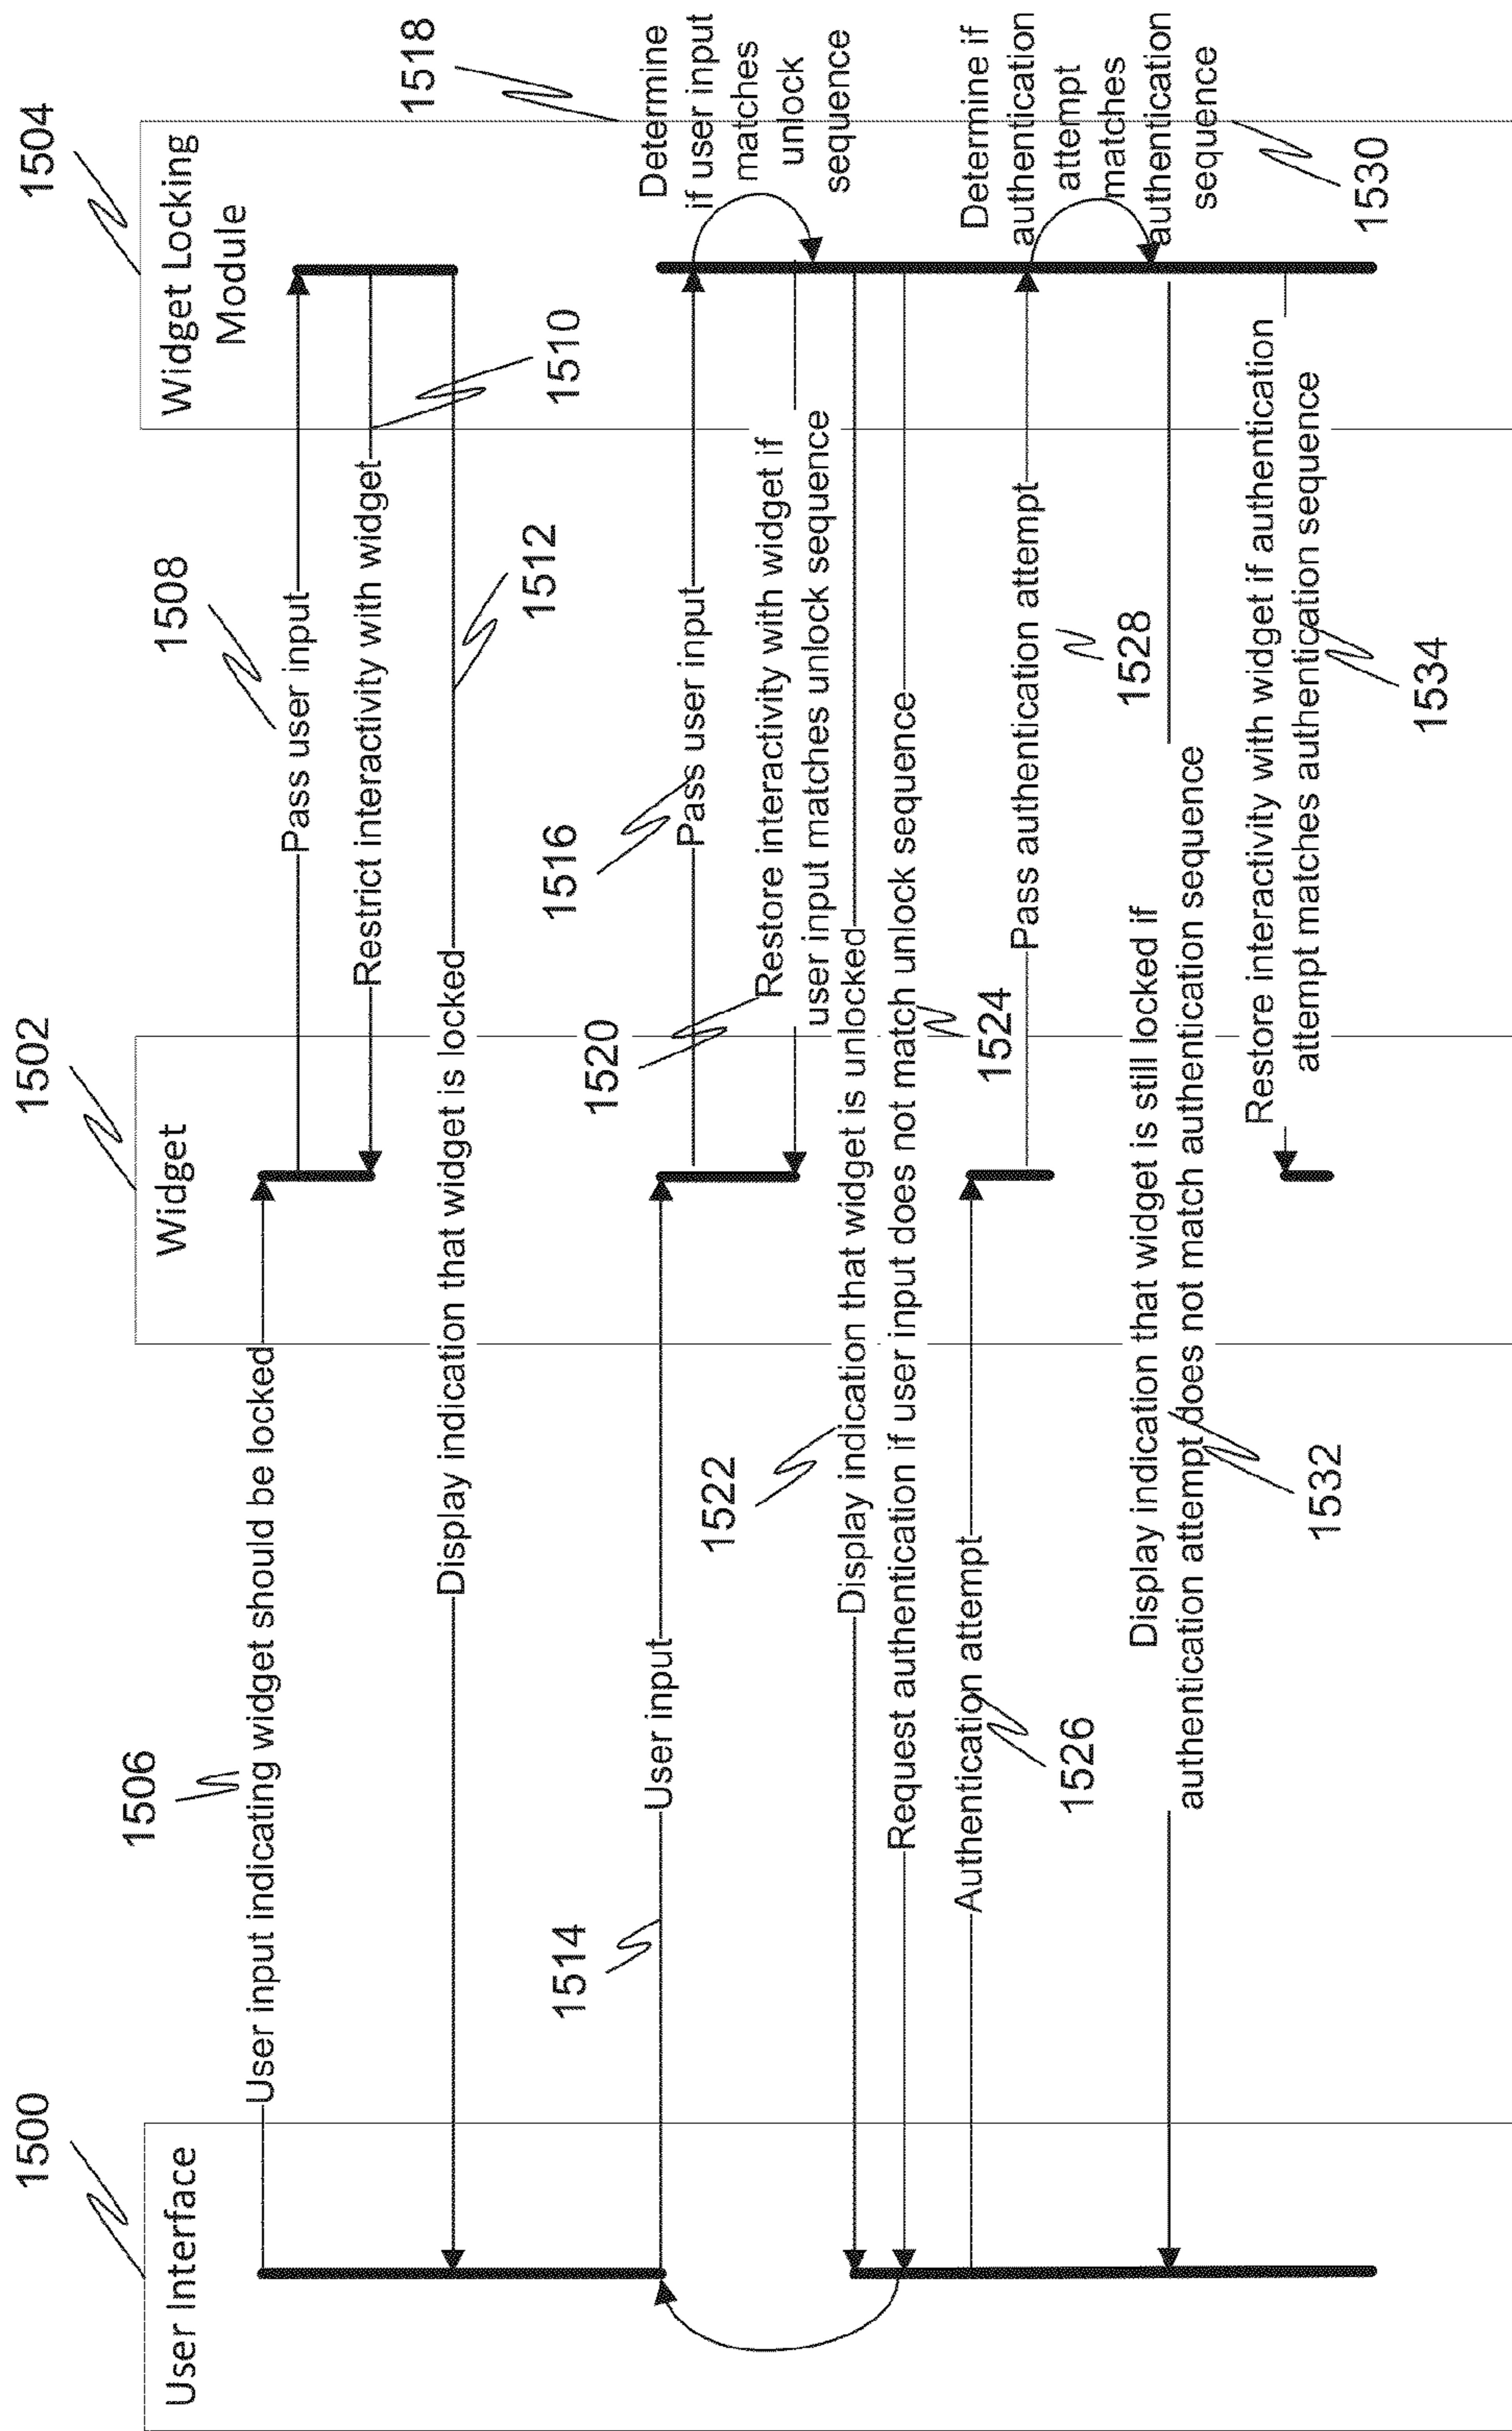 1500
1502
1504
User Interface
Widget
Widget Locking
Module
1506
User input indicating widget should be locked
1508
Pass user input
Restrict interactivity with widget
1510
Display indication that widget is locked
1512
1514
User input
1516
Pass user input
1518
Determine
if user input
matches
unlock
sequence
1520
Restore interactivity with widget if
user input matches unlock sequence
1522
Display indication that widget is unlocked
Request authentication if user input does not match unlock sequence
1524
Authentication attempt
1526
Pass authentication attempt
1528
Determine if
authentication
attempt
matches
authentication
sequence
1530
Display indication that widget is still locked if
authentication attempt does not match authentication sequence
1532
Restore interactivity with widget if authentication
attempt matches authentication sequence
1534